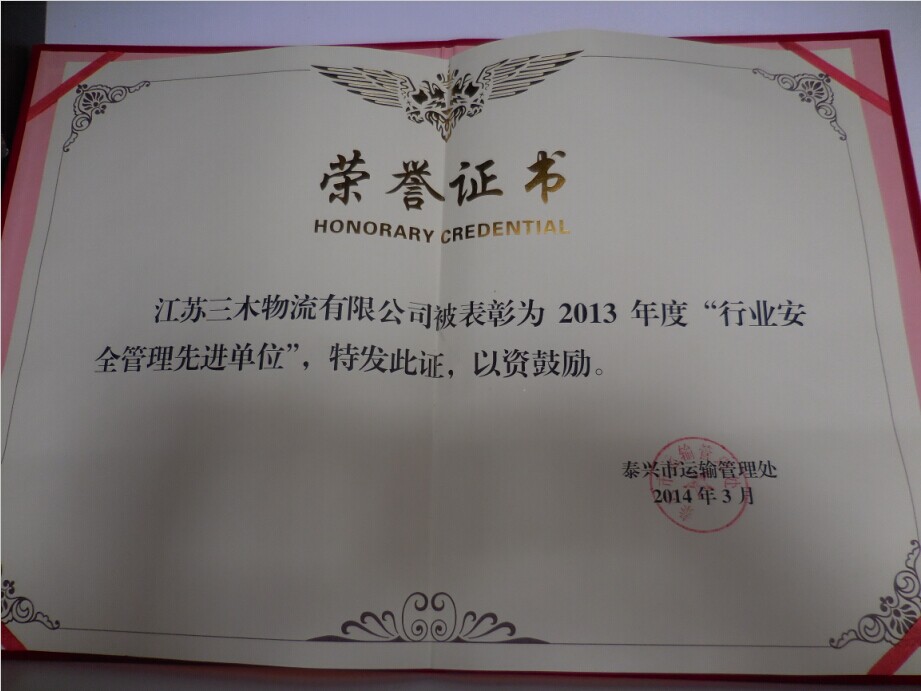 荣誉证书
HONORARY CREDENTIAL
江苏三木物流有限公司被表彰为 2013 年度“行业安
全管理先进单位”，特发此证，以资鼓励。
泰兴市运输管理处
2014 年 3 月